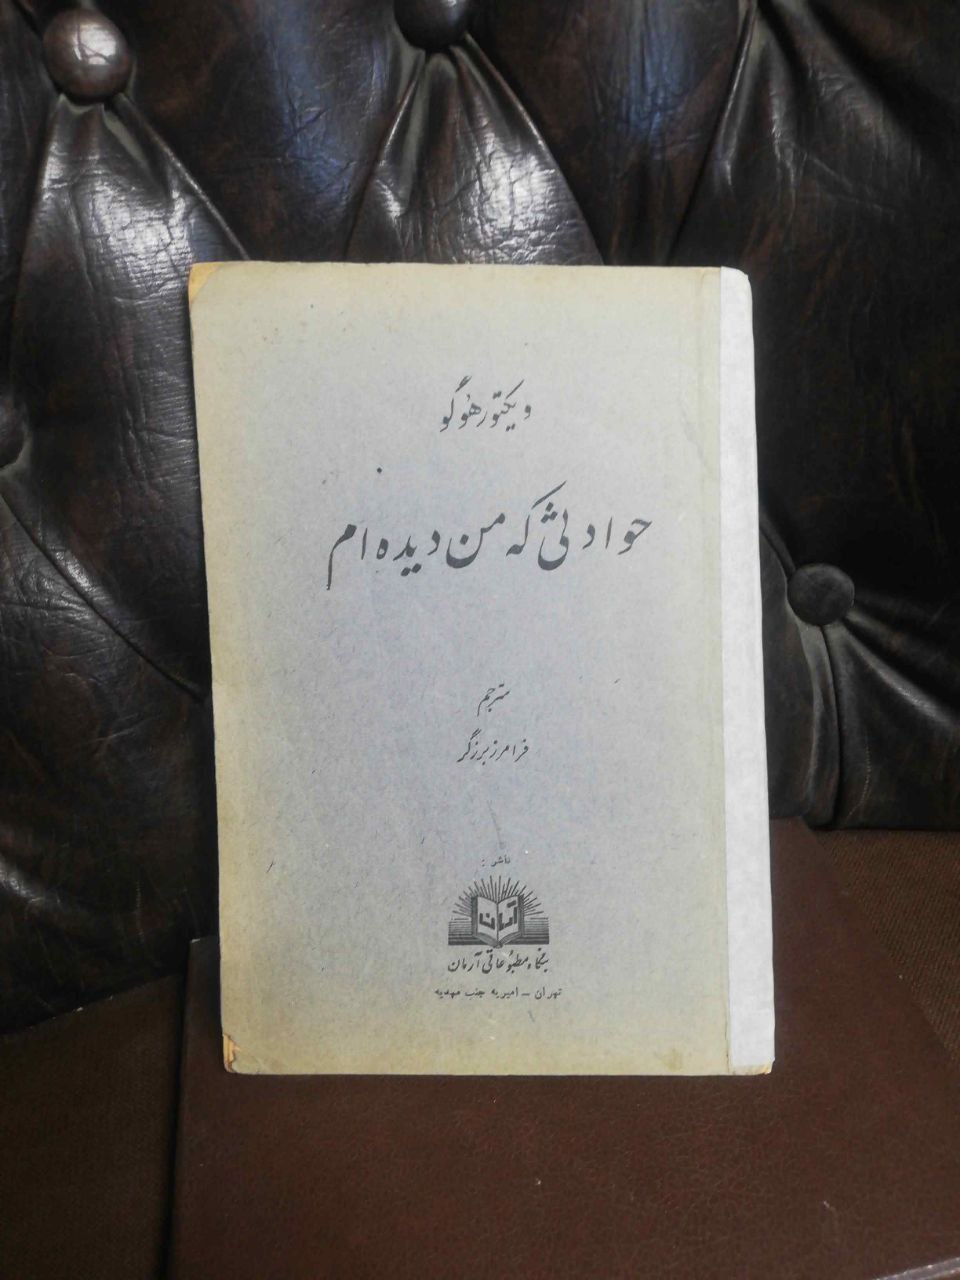 ویکتور هوگو
حوادثی که من دیده ام
مترجم
فرامرز برزگر
ناشر :
آرمان
بنگاه مطبوعاتی آرمان
تهران - امیریه جنب مهدیه